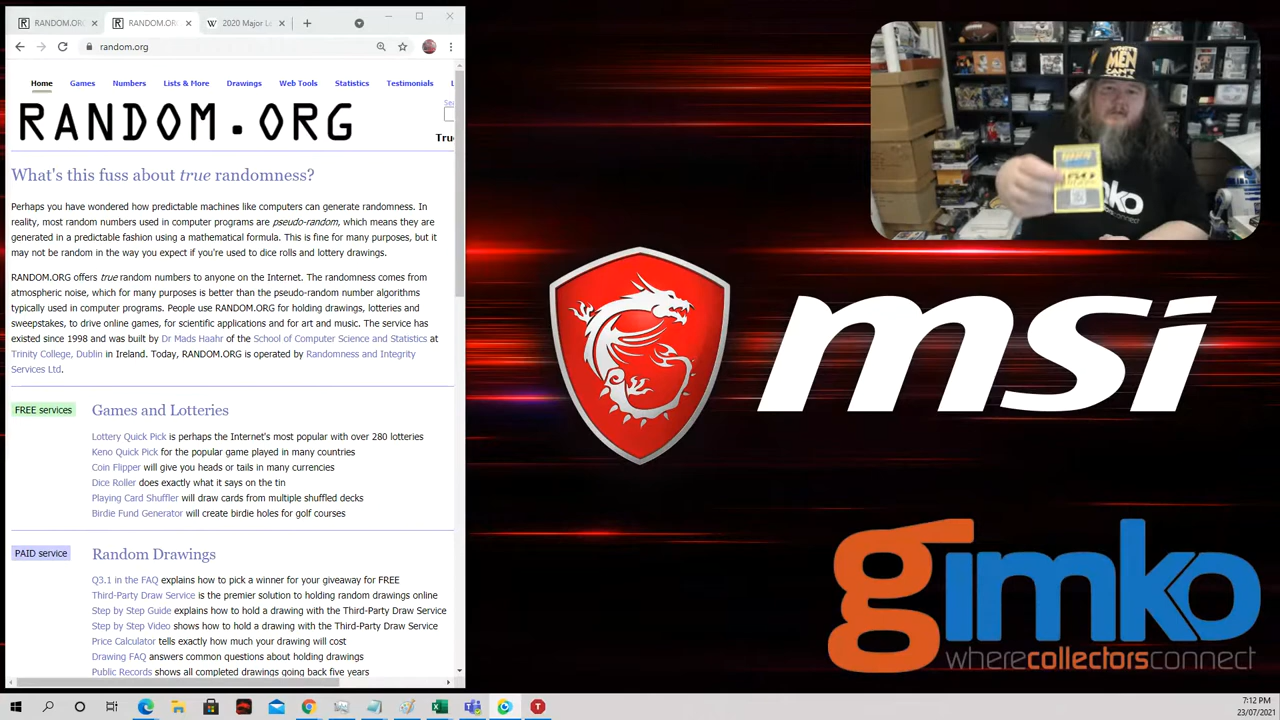 RANDOM.OR
RANDOM.OR
2020 Major L
random.org
Home
Games
Numbers
Lists & More
Drawings
Web Tools
Statistics
Testimonials
RANDOM.ORG
Tru
What's this fuss about true randomness?
Perhaps you have wondered how predictable machines like computers can generate randomness. In
reality, most random numbers used in computer programs are pseudo-random, which means they are
generated in a predictable fashion using a mathematical formula. This is fine for many purposes, but it
may not be random in the way you expect if you're used to dice rolls and lottery drawings.
RANDOM.ORG offers true random numbers to anyone on the Internet. The randomness comes from
atmospheric noise, which for many purposes is better than the pseudo-random number algorithms
typically used in computer programs. People use RANDOM.ORG for holding drawings, lotteries and
sweepstakes, to drive online games, for scientific applications and for art and music. The service has
existed since 1998 and was built by Dr Mads Haahr of the School of Computer Science and Statistics at
Trinity College, Dublin in Ireland. Today, RANDOM.ORG is operated by Randomness and Integrity
Services Ltd.
FREE services
Games and Lotteries
Lottery Quick Pick is perhaps the Internet's most popular with over 280 lotteries
Keno Quick Pick for the popular game played in many countries
Coin Flipper will give you heads or tails in many currencies
Dice Roller does exactly what it says on the tin
Playing Card Shuffler will draw cards from multiple shuffled decks
Birdie Fund Generator will create birdie holes for golf courses
PAID service
Random Drawings
Q3.1 in the FAQ explains how to pick a winner for your giveaway for FREE
Third-Party Draw Service is the premier solution to holding random drawings online
Step by Step Guide explains how to hold a drawing with the Third-Party Draw Service
Step by Step Video shows how to hold a drawing with the Third-Party Draw Service
Price Calculator tells exactly how much your drawing will cost
Drawing FAQ answers common questions about holding drawings
Public Records shows all completed drawings going back five years
WHITE
MEN
CAN'T
imko
msi
gimko
wherecollectorsconnect
7:12 PM
23/07/2021